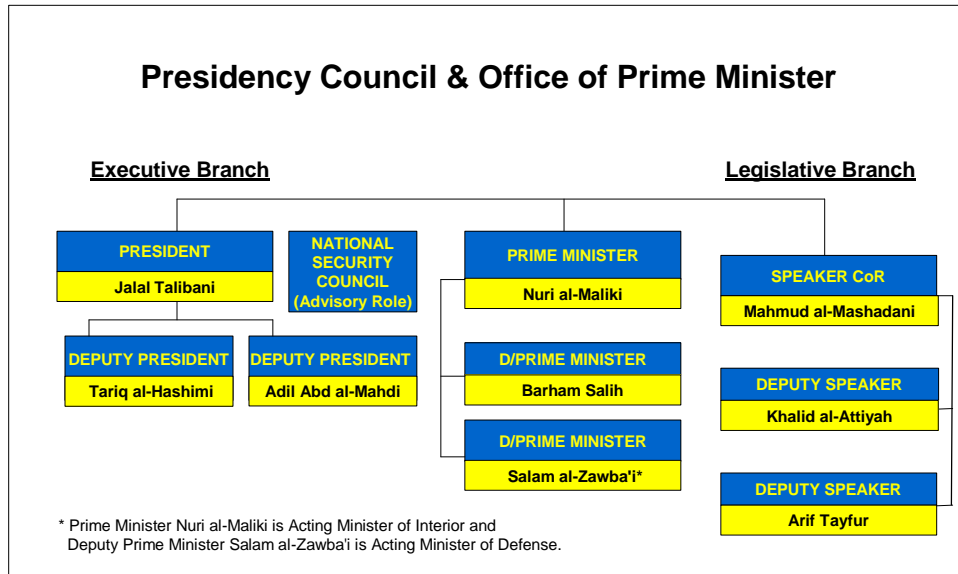 Presidency Council & Office of Prime Minister
Executive Branch
Legislative Branch
PRESIDENT
Jalal Talibani
NATIONAL
SECURITY
COUNCIL
(Advisory Role)
PRIME MINISTER
Nuri al-Maliki
SPEAKER CoR
Mahmud al-Mashadani
DEPUTY PRESIDENT
Tariq al-Hashimi
DEPUTY PRESIDENT
Adil Abd al-Mahdi
D/PRIME MINISTER
Barham Salih
DEPUTY SPEAKER
Khalid al-Attiyah
D/PRIME MINISTER
Salam al-Zawba'i*
DEPUTY SPEAKER
Arif Tayfur
* Prime Minister Nuri al-Maliki is Acting Minister of Interior and
Deputy Prime Minister Salam al-Zawba'i is Acting Minister of Defense.